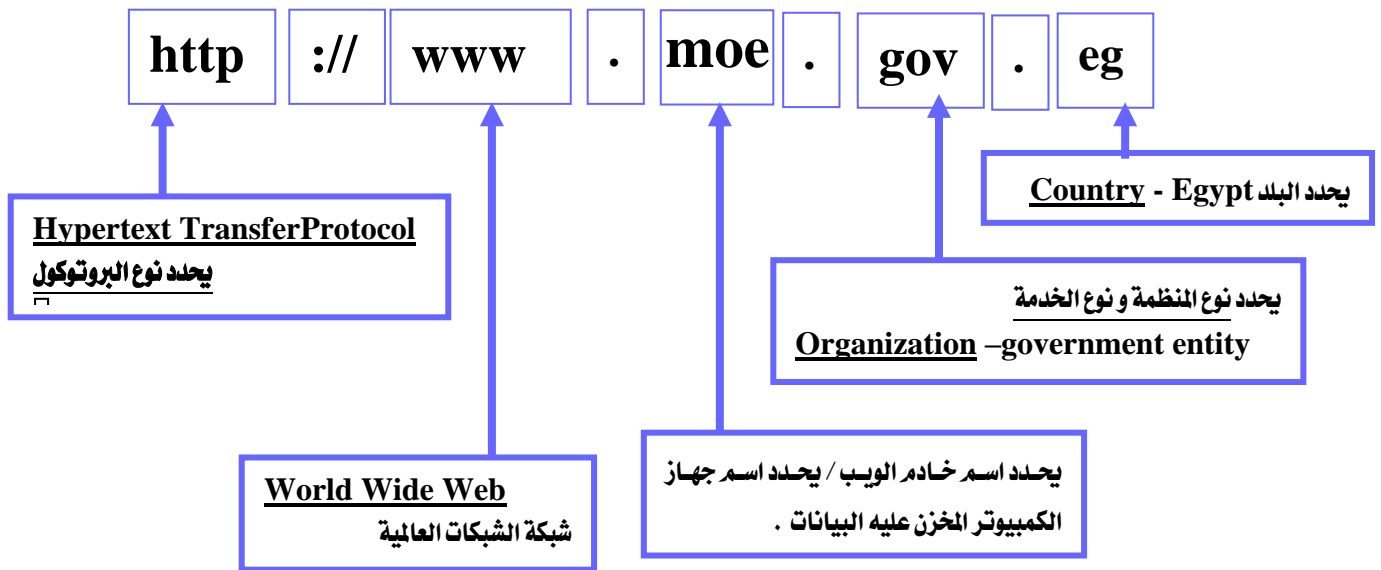 http :// www . moe . gov . eg
يحدد البلد Country - Egypt
Hypertext TransferProtocol
يحدد نوع البروتوكول
يحدد نوع المنظمة و نوع الخدمة
Organization –government entity
يحدد اسم خادم الويب / يحدد اسم جهاز
الكمبيوتر المخزن عليه البيانات .
World Wide Web
شبكة الشبكات العالمية